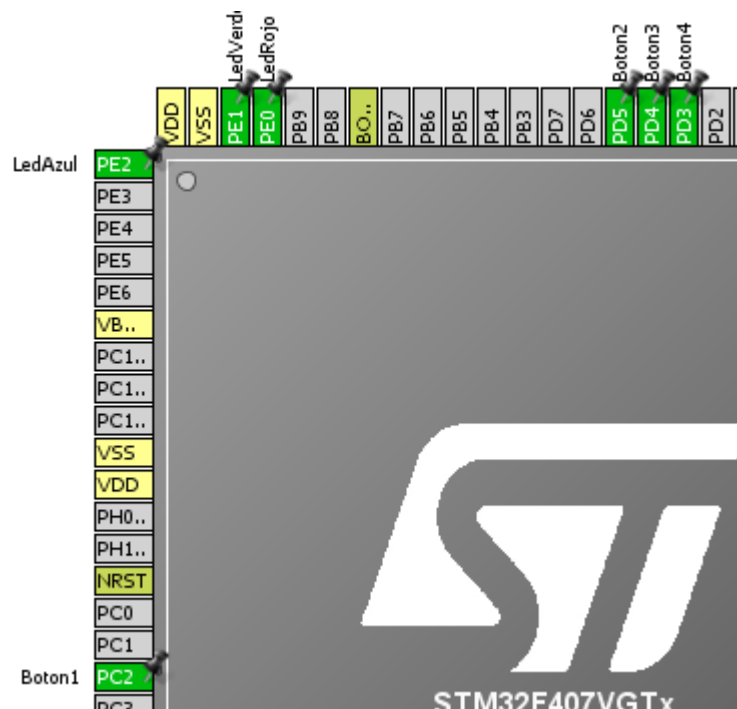 LedVerd
LedRojo
Boton2
Boton3
Boton4
VDD
VSS
PE1
PE0
PB9
PB8
BO..
PB7
PB6
PB5
PB4
PB3
PD7
PD6
PD5
PD4
PD3
PD2
LedAzul PE2
PE3
PE4
PE5
PE6
VB..
PC1..
PC1..
PC1..
VSS
VDD
PH0..
PH1..
NRST
PC0
PC1
Boton1 PC2
PC3
STM32F407VGTx